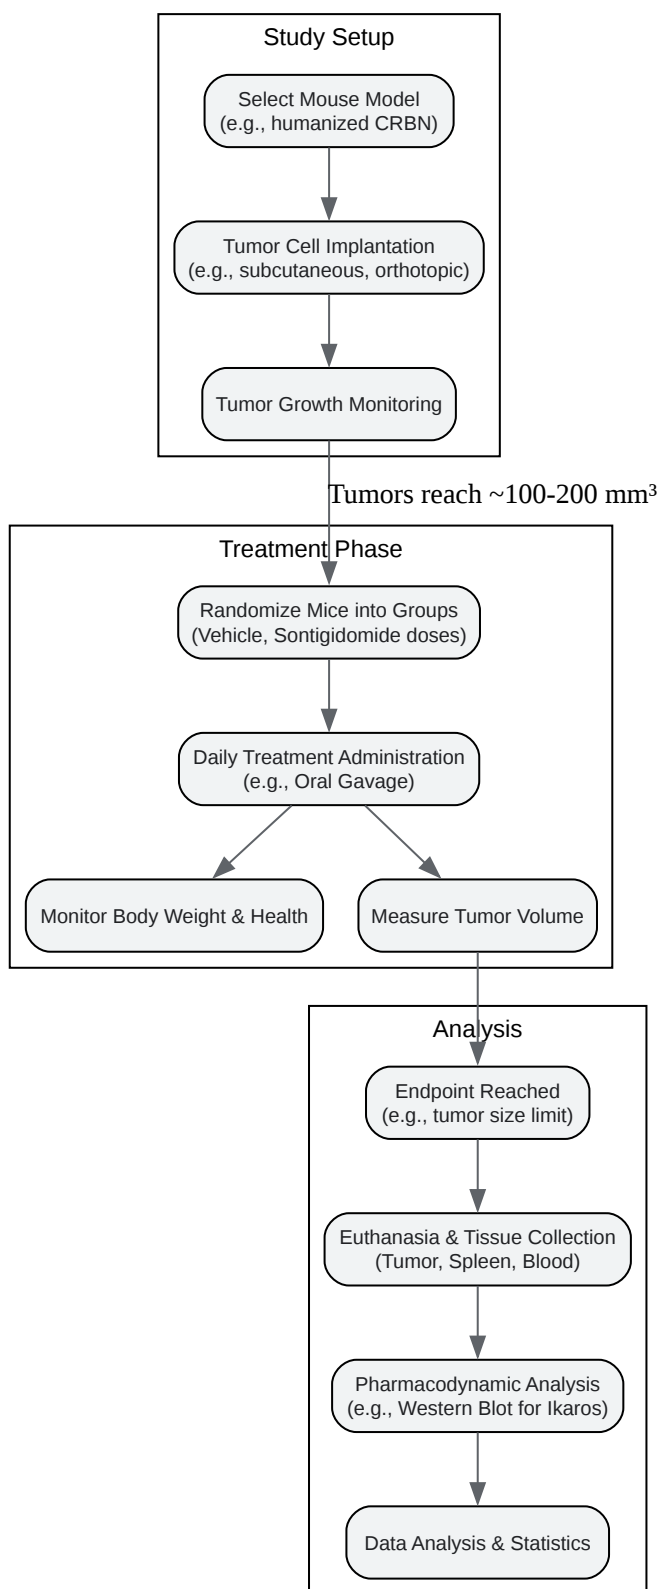 Study Setup
Select Mouse Model
(e.g., humanized CRBN)
Tumor Cell Implantation
(e.g., subcutaneous, orthotopic)
Tumor Growth Monitoring
Tumors reach ~100-200 mm³
Treatment Phase
Randomize Mice into Groups
(Vehicle, Sontigidomide doses)
Daily Treatment Administration
(e.g., Oral Gavage)
Monitor Body Weight & Health
Measure Tumor Volume
Analysis
Endpoint Reached
(e.g., tumor size limit)
Euthanasia & Tissue Collection
(Tumor, Spleen, Blood)
Pharmacodynamic Analysis
(e.g., Western Blot for Ikaros)
Data Analysis & Statistics